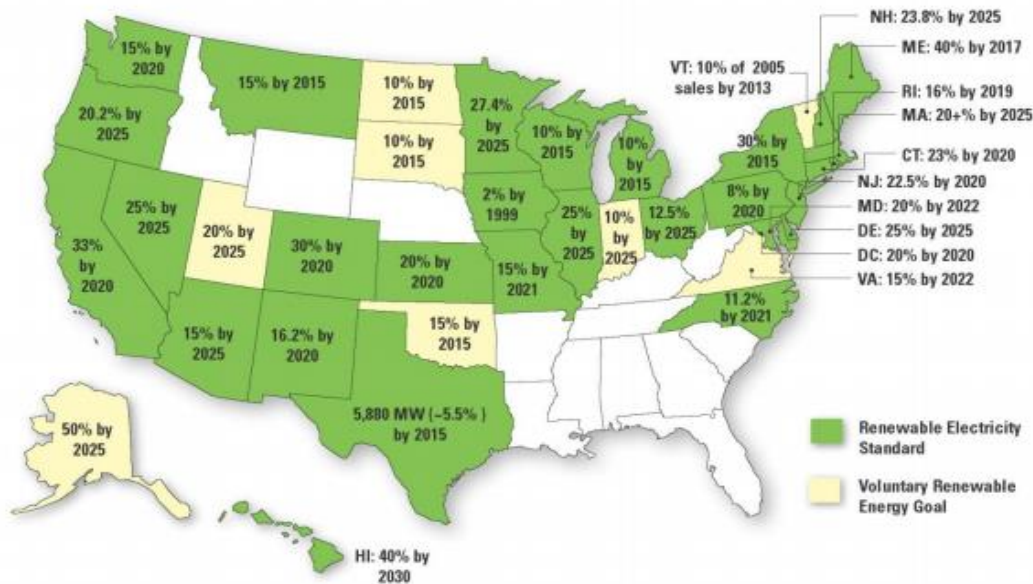 NH: 23.8% by 2025
ME: 40% by 2017
VT: 10% of 2005
sales by 2013
RI: 16% by 2019
MA: 20+% by 2025
CT: 23% by 2020
NJ: 22.5% by 2020
MD: 20% by 2022
DE: 25% by 2025
DC: 20% by 2020
VA: 15% by 2022
15% by
2020
15% by 2015
10% by
2015
27.4%
by
2025
20.2% by
2025
10% by
2015
10% by
2015
10%
by
2015
30% by
2015
2% by
1999
8% by
2020
25% by
2025
20% by
2025
33%
by
2020
30% by
2020
20% by
2020
15% by
2021
25%
by
2025
10%
by
2025
12.5%
by 2025
15% by
2025
16.2% by
2020
15% by
2015
11.2%
by 2021
5,880 MW (~5.5% )
by 2015
50% by
2025
HI: 40% by
2030
Renewable Electricity
Standard
Voluntary Renewable
Energy Goal